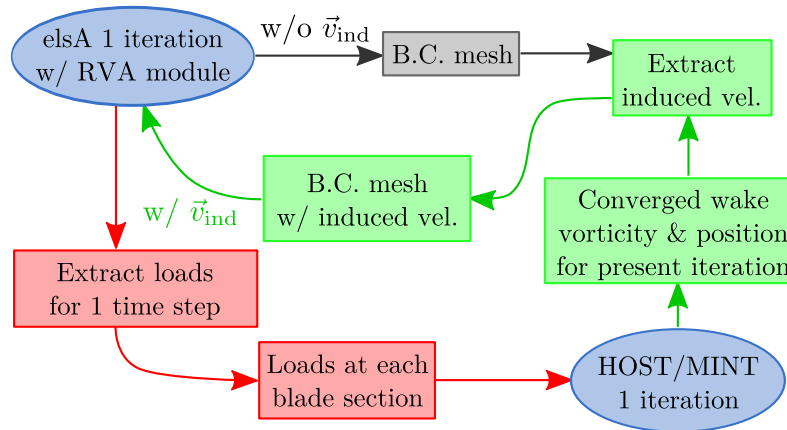 elsA 1 iteration
w/ RVA module
w/o v⃗ind
B.C. mesh
Extract
induced vel.
B.C. mesh
w/ induced vel.
w/ v⃗ind
Converged wake
vorticity & position
for present iteration
Extract loads
for 1 time step
Loads at each
blade section
HOST/MINT
1 iteration